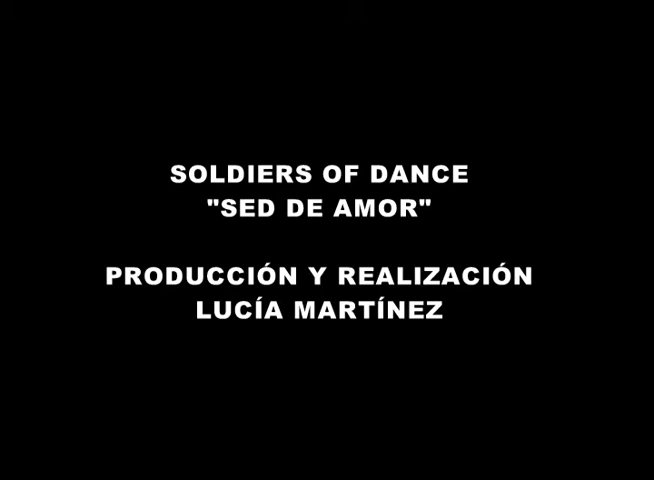 SOLDIERS OF DANCE
"SED DE AMOR"
PRODUCCIÓN Y REALIZACIÓN
LUCÍA MARTÍNEZ